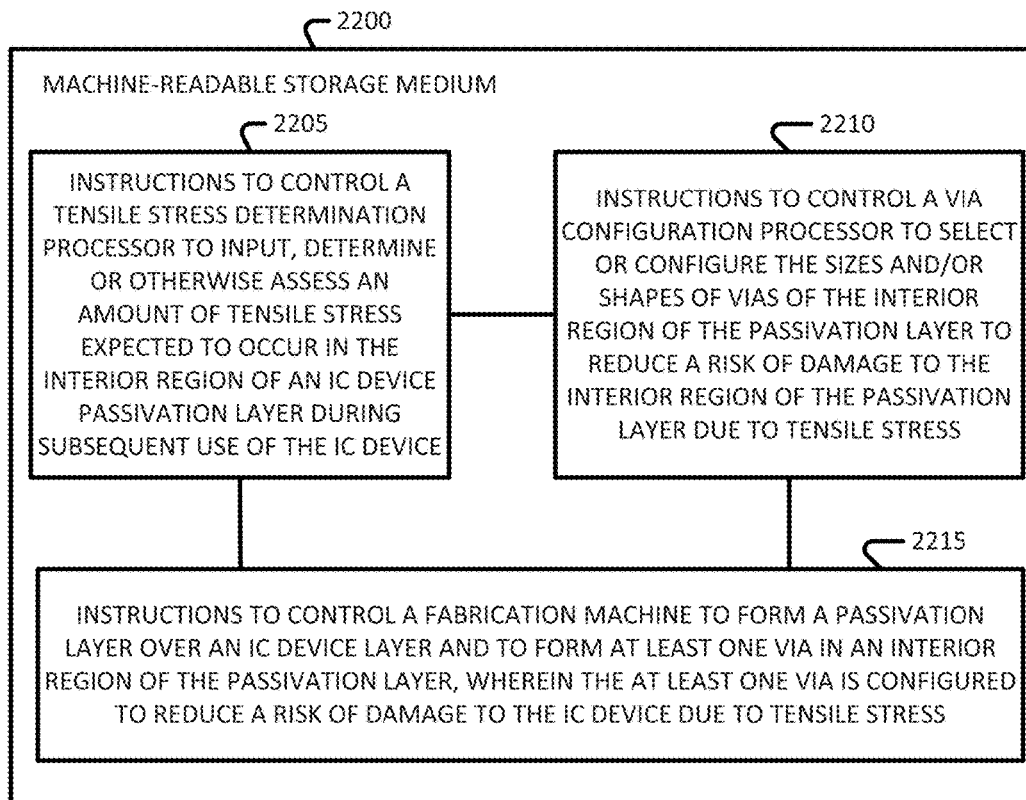 2200
MACHINE-READABLE STORAGE MEDIUM
2205
INSTRUCTIONS TO CONTROL A
TENSILE STRESS DETERMINATION
PROCESSOR TO INPUT, DETERMINE
OR OTHERWISE ASSESS AN
AMOUNT OF TENSILE STRESS
EXPECTED TO OCCUR IN THE
INTERIOR REGION OF AN IC DEVICE
PASSIVATION LAYER DURING
SUBSEQUENT USE OF THE IC DEVICE
2210
INSTRUCTIONS TO CONTROL A VIA
CONFIGURATION PROCESSOR TO SELECT
OR CONFIGURE THE SIZES AND/OR
SHAPES OF VIAS OF THE INTERIOR
REGION OF THE PASSIVATION LAYER TO
REDUCE A RISK OF DAMAGE TO THE
INTERIOR REGION OF THE PASSIVATION
LAYER DUE TO TENSILE STRESS
2215
INSTRUCTIONS TO CONTROL A FABRICATION MACHINE TO FORM A PASSIVATION
LAYER OVER AN IC DEVICE LAYER AND TO FORM AT LEAST ONE VIA IN AN INTERIOR
REGION OF THE PASSIVATION LAYER, WHEREIN THE AT LEAST ONE VIA IS CONFIGURED
TO REDUCE A RISK OF DAMAGE TO THE IC DEVICE DUE TO TENSILE STRESS